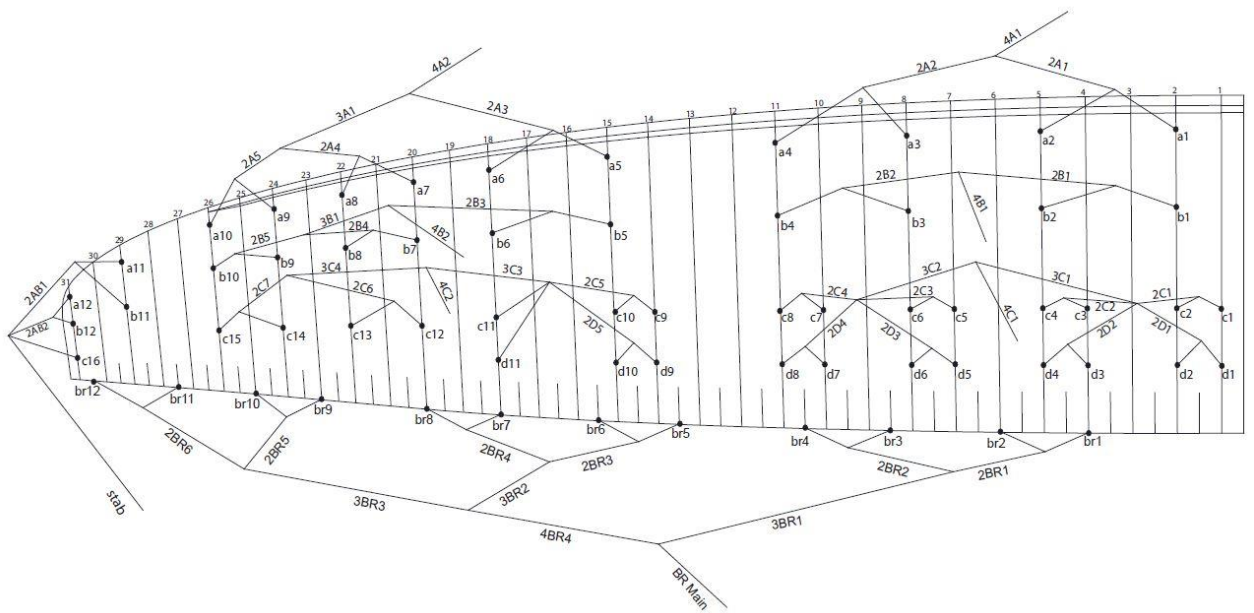 4A1
4A2
2A2
2A1
3A1
2A3
2A5
2A4
1
2
3
4
5
6
7
8
9
10
11
12
13
14
15
16
17
18
19
20
21
22
23
24
25
26
27
28
29
30
31
a1
a2
a3
a4
a5
a6
a7
a8
a9
a10
a11
a12
2B2
2B1
4B1
2B3
3B1
2B4
4B2
2B5
b1
b2
b3
b4
b5
b6
b7
b8
b9
b10
b11
b12
2AB1
2AB2
3C4
3C3
3C2
3C1
2C7
2C6
4C2
2C5
2C4
2C3
4C1
2C2
2C1
c1
c2
c3
c4
c5
c6
c7
c8
c9
c10
c11
c12
c13
c14
c15
c16
2D5
2D4
2D3
2D2
2D1
d1
d2
d3
d4
d5
d6
d7
d8
d9
d10
d11
br12
br11
br10
br9
br8
br7
br6
br5
br4
br3
br2
br1
2BR6
2BR5
2BR4
2BR3
2BR2
2BR1
3BR3
3BR2
3BR1
4BR4
stab
BR Main